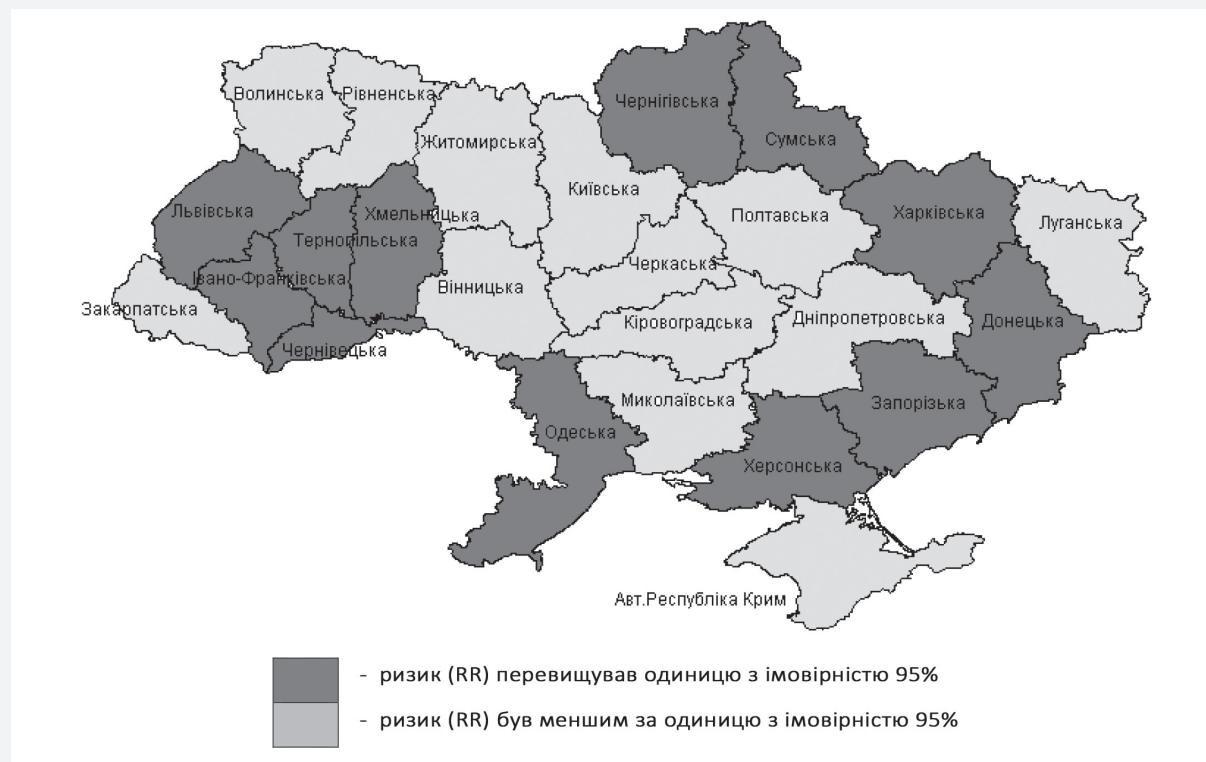 Волинська
Рівненська
Чернігівська
Сумська
Житомирська
Київська
Львівська
Хмельницька
Тернопільська
Полтавська
Харківська
Луганська
Черкаська
Івано-Франківська
Вінницька
Закарпатська
Кіровоградська
Дніпропетровська
Донецька
Чернівецька
Миколаївська
Запорізька
Одеська
Херсонська
Авт.Республіка Крим
- ризик (RR) перевищував одиницю з імовірністю 95%
- ризик (RR) був меншим за одиницю з імовірністю 95%